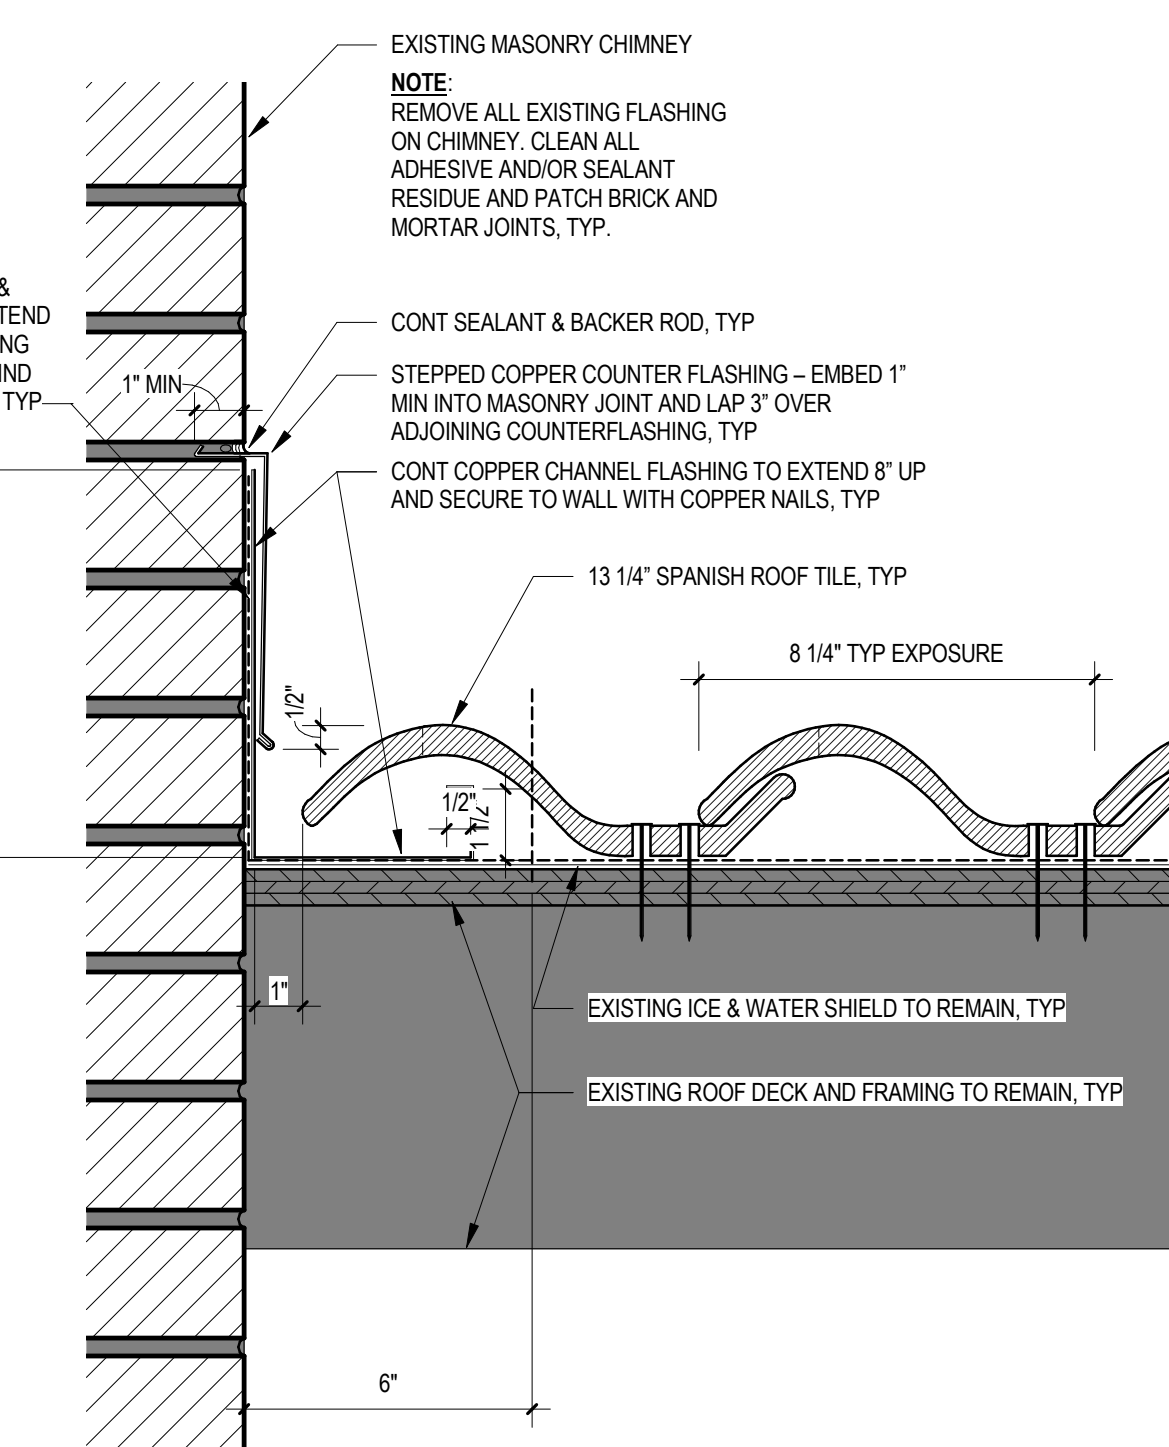 EXISTING MASONRY CHIMNEY
NOTE:
REMOVE ALL EXISTING FLASHING
ON CHIMNEY. CLEAN ALL
ADHESIVE AND/OR SEALANT
RESIDUE AND PATCH BRICK AND
MORTAR JOINTS, TYP.
&
TEND
NG
IND
TYP
1" MIN
CONT SEALANT & BACKER ROD, TYP
STEPPED COPPER COUNTER FLASHING – EMBED 1”
MIN INTO MASONRY JOINT AND LAP 3” OVER
ADJOINING COUNTERFLASHING, TYP
CONT COPPER CHANNEL FLASHING TO EXTEND 8” UP
AND SECURE TO WALL WITH COPPER NAILS, TYP
13 1/4” SPANISH ROOF TILE, TYP
8 1/4" TYP EXPOSURE
1/2"
1/2"
1 1/2"
1"
EXISTING ICE & WATER SHIELD TO REMAIN, TYP
EXISTING ROOF DECK AND FRAMING TO REMAIN, TYP
6"